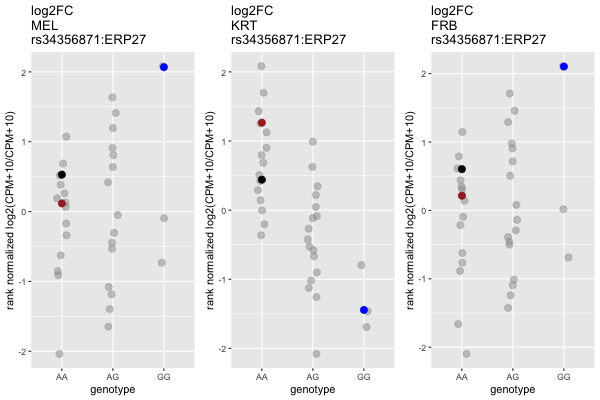 log2FC
MEL
rs34356871:ERP27
rank normalized log2(CPM+10/CPM+10)
2
1
0
-1
-2
AA
AG
GG
genotype
log2FC
KRT
rs34356871:ERP27
rank normalized log2(CPM+10/CPM+10)
2
1
0
-1
-2
AA
AG
GG
genotype
log2FC
FRB
rs34356871:ERP27
rank normalized log2(CPM+10/CPM+10)
2
1
0
-1
-2
AA
AG
GG
genotype